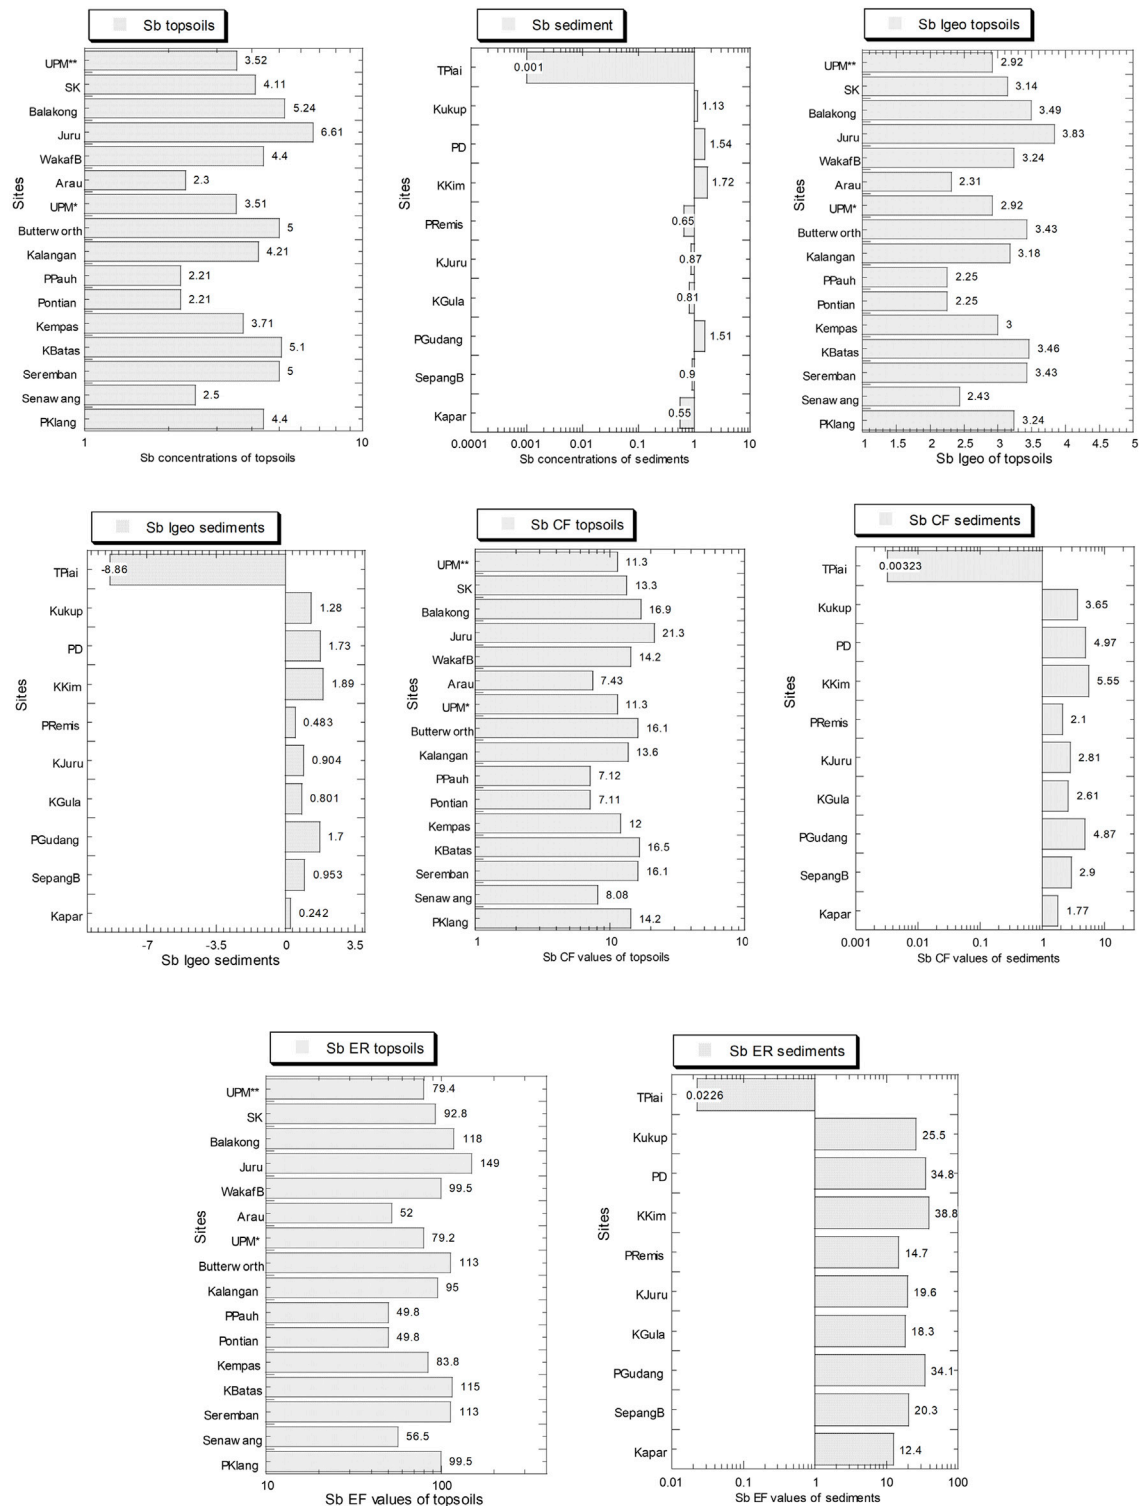 Sb topsoils
UPM** 3.52
SK 4.11
Balakong 5.24
Juru 6.61
WakafB 4.4
Arau 2.3
UPM* 3.51
Butterworth 5
Kalangan 4.21
PPauh 2.21
Pontian 2.21
Kempas 3.71
KBatas 5.1
Seremban 5
Senawang 2.5
PKlang 4.4
Sites
1 10
Sb concentrations of topsoils
Sb sediment
TPiai 0.001
Kukup 1.13
PD 1.54
KKim 1.72
PRemis 0.65
KJuru 0.87
KGula 0.81
PGudang 1.51
SepangB 0.9
Kapar 0.55
Sites
0.0001 0.001 0.01 0.1 1 10
Sb concentrations of sediments
Sb Igeo topsoils
UPM** 2.92
SK 3.14
Balakong 3.49
Juru 3.83
WakafB 3.24
Arau 2.31
UPM* 2.92
Butterworth 3.43
Kalangan 3.18
PPauh 2.25
Pontian 2.25
Kempas 3
KBatas 3.46
Seremban 3.43
Senawang 2.43
PKlang 3.24
Sites
1 1.5 2 2.5 3 3.5 4 4.5 5
Sb Igeo of topsoils
Sb Igeo sediments
TPiai -8.86
Kukup 1.28
PD 1.73
KKim 1.89
PRemis 0.483
KJuru 0.904
KGula 0.801
PGudang 1.7
SepangB 0.953
Kapar 0.242
Sites
-7 -3.5 0 3.5
Sb Igeo sediments
Sb CF topsoils
UPM** 11.3
SK 13.3
Balakong 16.9
Juru 21.3
WakafB 14.2
Arau 7.43
UPM* 11.3
Butterworth 16.1
Kalangan 13.6
PPauh 7.12
Pontian 7.11
Kempas 12
KBatas 16.5
Seremban 16.1
Senawang 8.08
PKlang 14.2
Sites
1 10 10
Sb CF values of topsoils
Sb CF sediments
TPiai 0.00323
Kukup 3.65
PD 4.97
KKim 5.55
PRemis 2.1
KJuru 2.81
KGula 2.61
PGudang 4.87
SepangB 2.9
Kapar 1.77
Sites
0.001 0.01 0.1 1 10
Sb CF values of sediments
Sb ER topsoils
UPM** 79.4
SK 92.8
Balakong 118
Juru 149
WakafB 99.5
Arau 52
UPM* 79.2
Butterworth 113
Kalangan 95
PPauh 49.8
Pontian 49.8
Kempas 83.8
KBatas 115
Seremban 113
Senawang 56.5
PKlang 99.5
Sites
10 100
Sb EF values of topsoils
Sb ER sediments
TPiai 0.0226
Kukup 25.5
PD 34.8
KKim 38.8
PRemis 14.7
KJuru 19.6
KGula 18.3
PGudang 34.1
SepangB 20.3
Kapar 12.4
Sites
0.01 0.1 1 10 100
Sb EF values of sediments